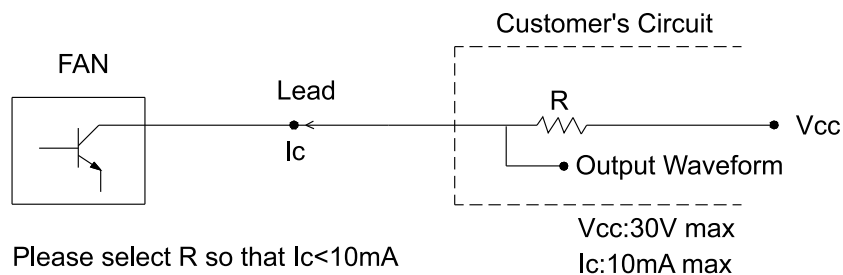 Customer's Circuit
FAN
Lead
R
Vcc
Ic
Output Waveform
Vcc:30V max
Please select R so that Ic<10mA
Ic:10mA max